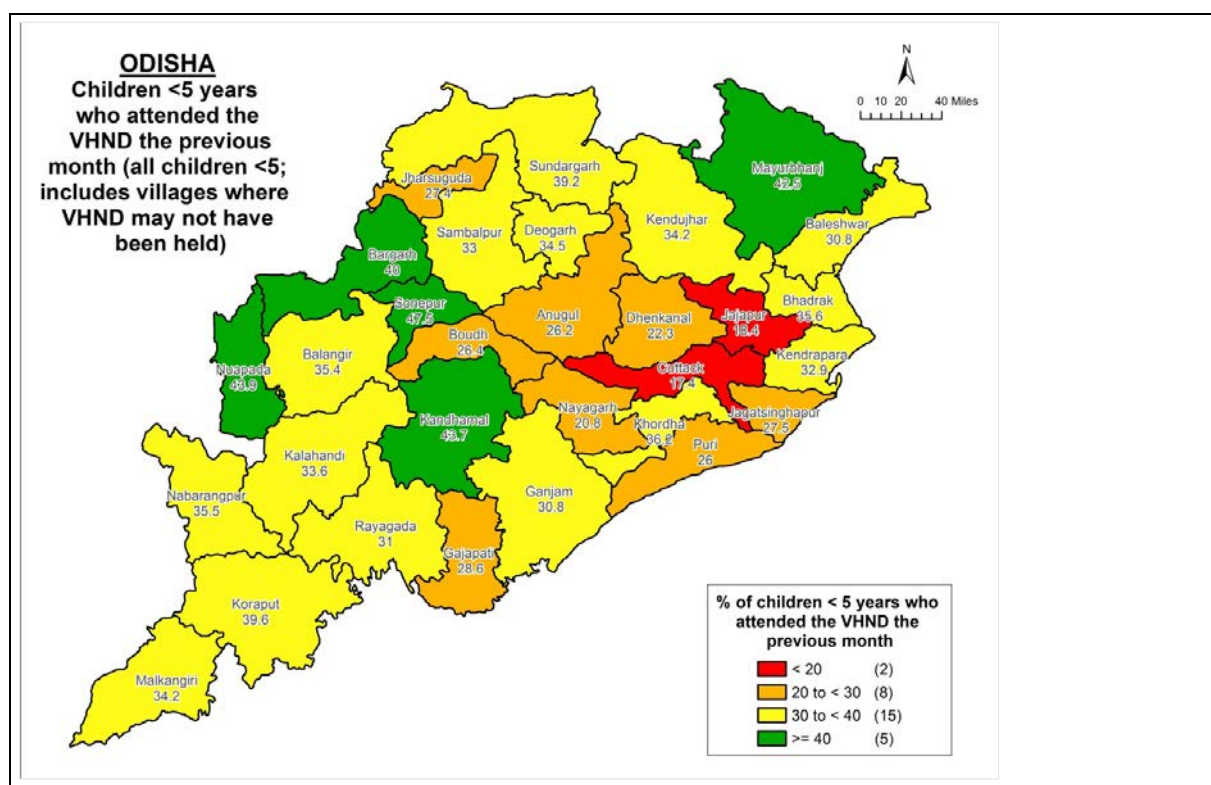 ODISHA
Children <5 years
who attended the
VHND the previous
month (all children <5;
includes villages where
VHND may not have
been held)
N
0 10 20 40 Miles
Sundargarh
39.2
Mayurbhanj
42.5
Jharsuguda
27.4
Kendujhar
34.2
Baleshwar
30.8
Sambalpur
33
Deogarh
34.5
Bargarh
40
Sonepur
47.5
Anugul
26.2
Dhenkanal
22.3
Jajapur
18.4
Bhadrak
35.6
Boudh
26.4
Balangir
35.4
Nuapada
43.9
Cuttack
17.4
Kendrapara
32.9
Kandhamal
43.7
Nayagarh
20.8
Khordha
36.2
Jagatsinghapur
27.5
Puri
26
Kalahandi
33.6
Nabarangpur
35.5
Ganjam
30.8
Rayagada
31
Gajapati
28.6
Koraput
39.6
Malkangiri
34.2
% of children < 5 years who
attended the VHND the
previous month
< 20 (2)
20 to < 30 (8)
30 to < 40 (15)
>= 40 (5)